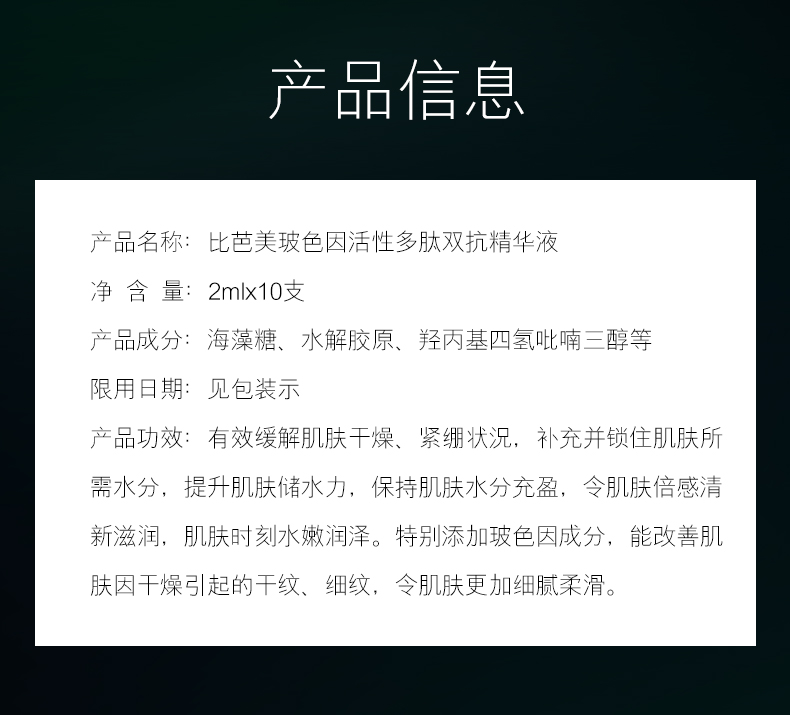 产品信息
产品名称：比芭美玻色因活性多肽双抗精华液
净 含 量：2mlx10支
产品成分：海藻糖、水解胶原、羟丙基四氢吡喃三醇等
限用日期：见包装示
产品功效：有效缓解肌肤干燥、紧绷状况，补充并锁住肌肤所
需水分，提升肌肤储水力，保持肌肤水分充盈，令肌肤倍感清
新滋润，肌肤时刻水嫩润泽。特别添加玻色因成分，能改善肌
肤因干燥引起的干纹、细纹，令肌肤更加细腻柔滑。